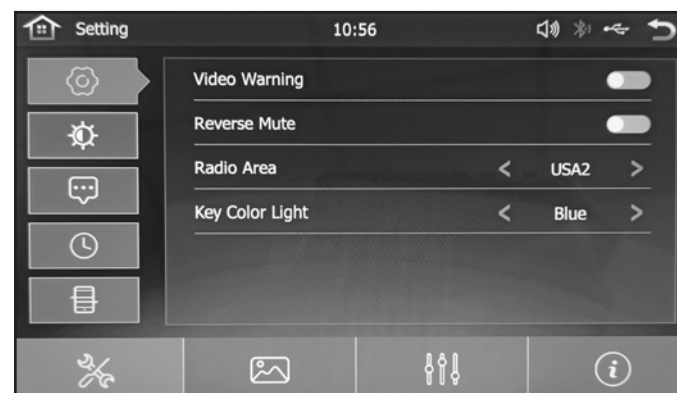 Setting 10:56
Video Warning
Reverse Mute
Radio Area < USA2 >
Key Color Light < Blue >